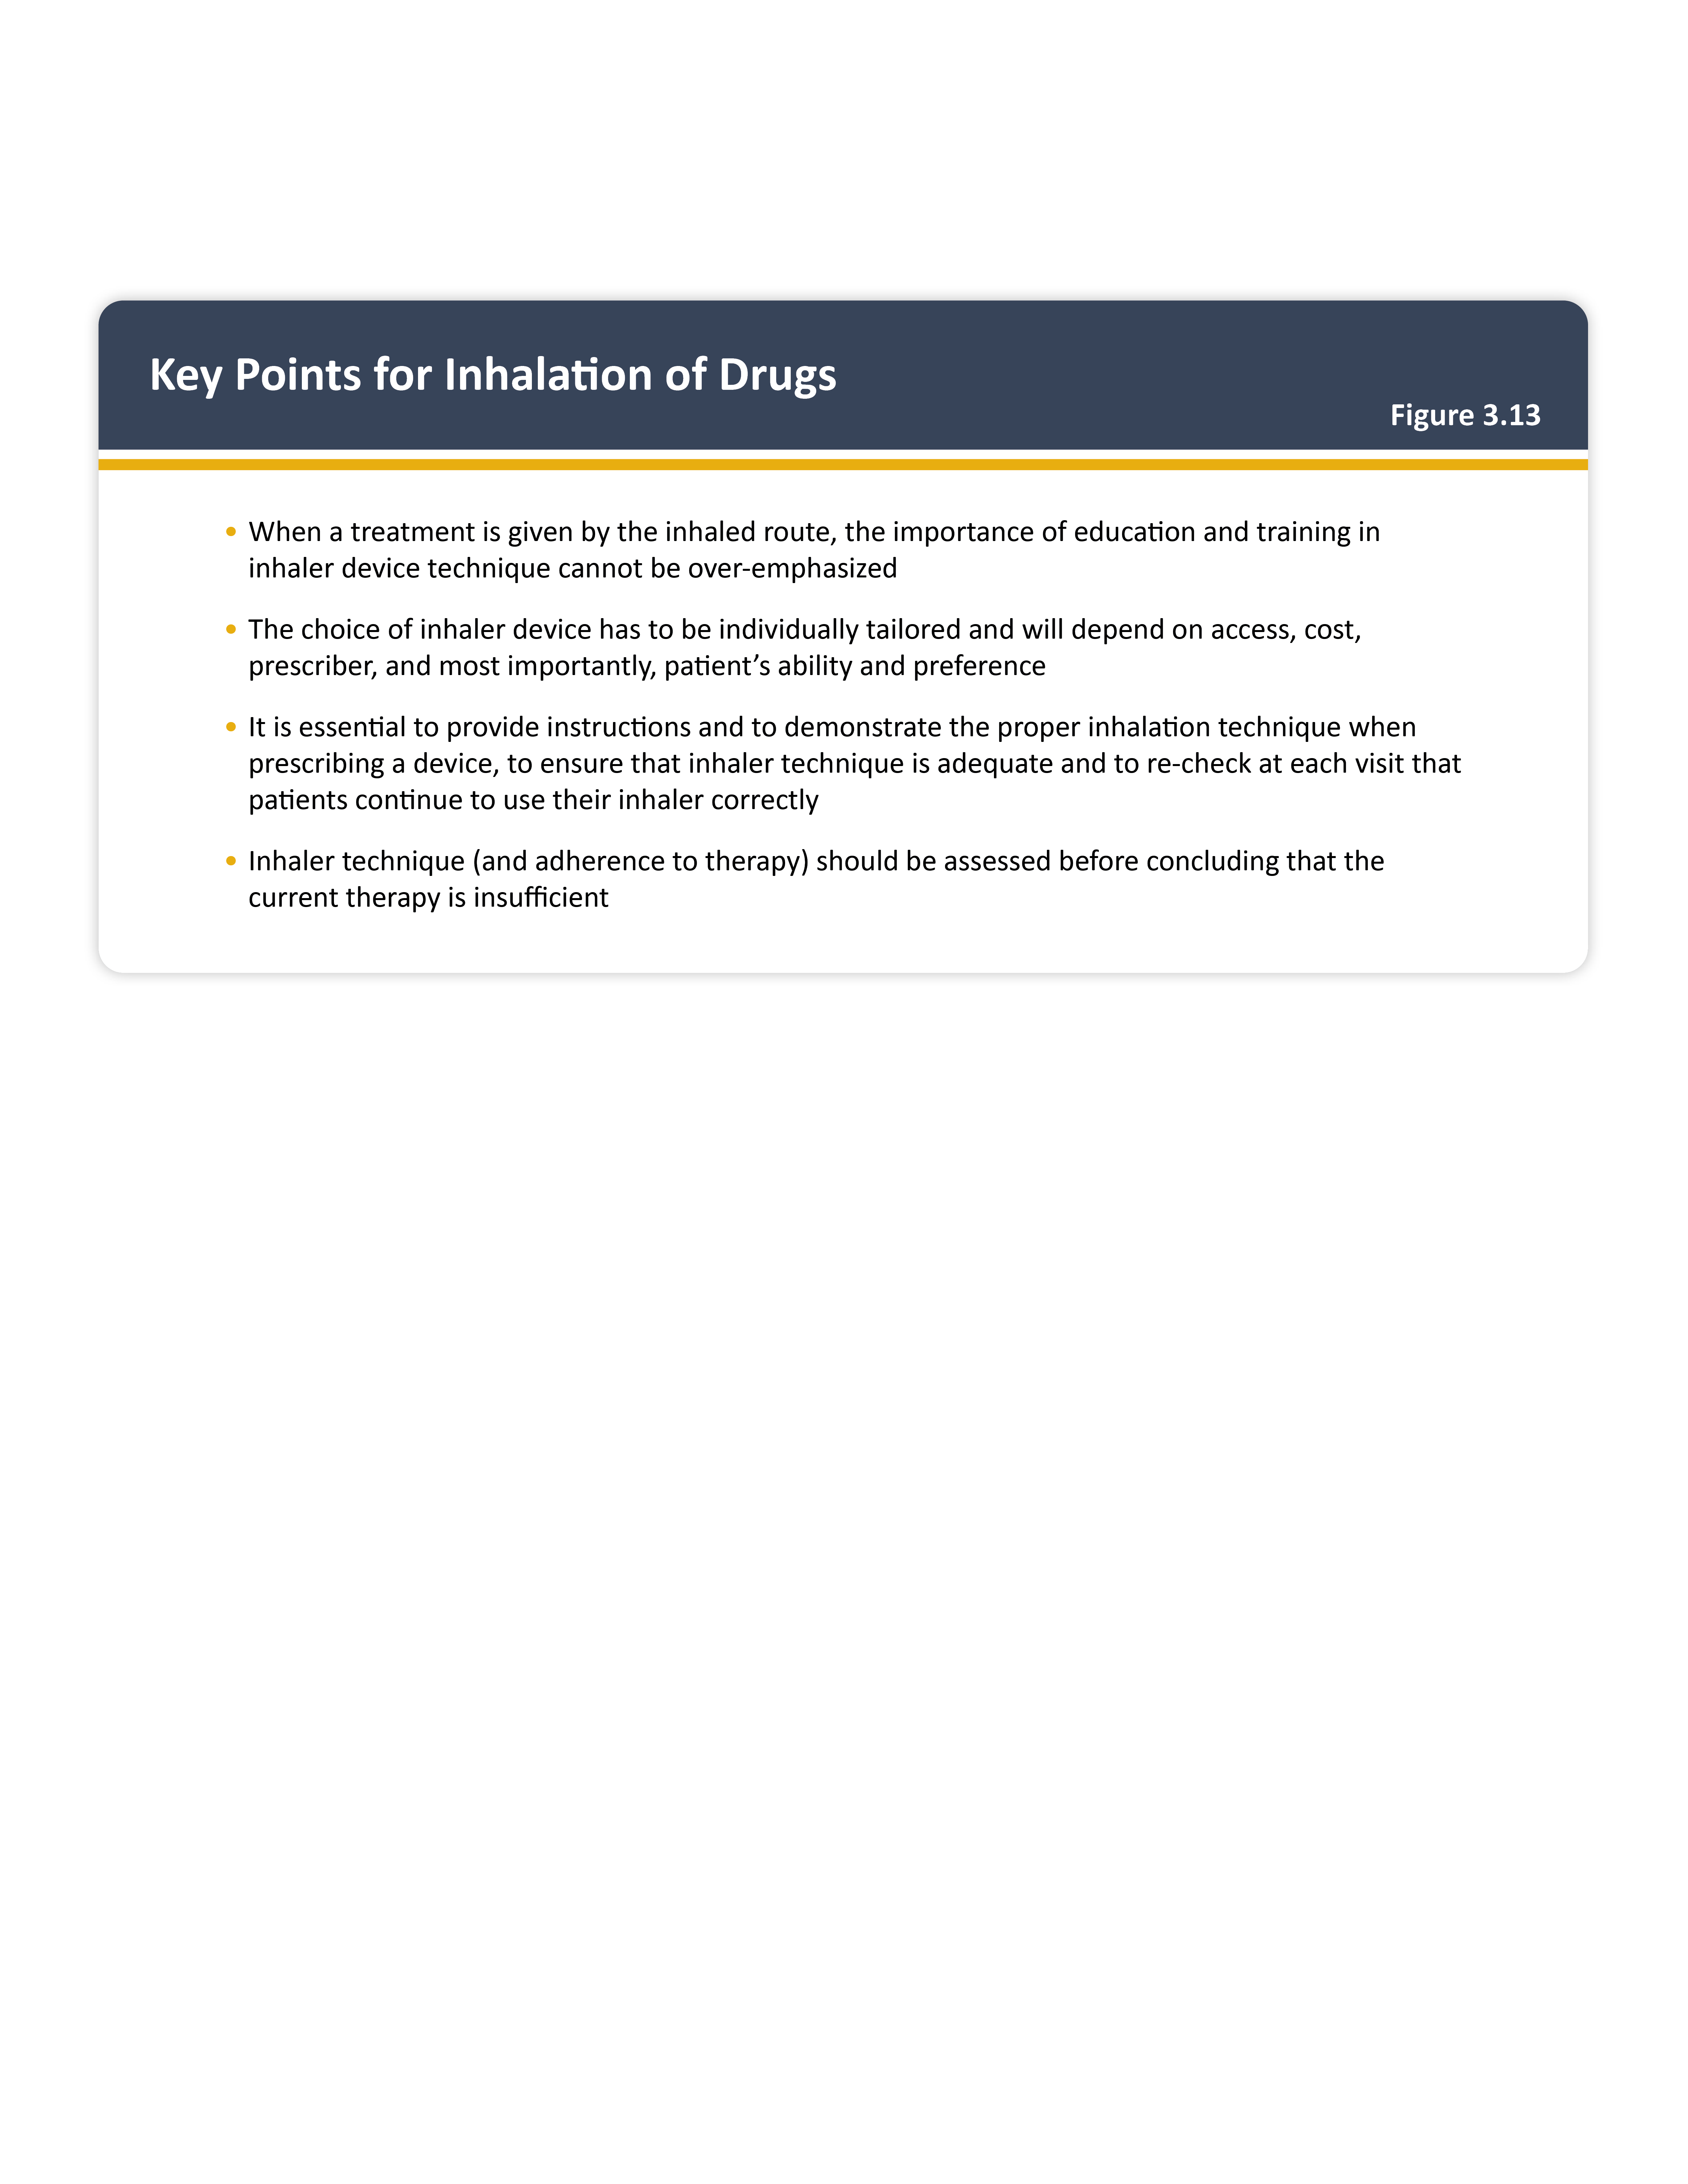 Key Points for Inhalation of Drugs
Figure 3.13
• When a treatment is given by the inhaled route, the importance of education and training in
inhaler device technique cannot be over-emphasized
• The choice of inhaler device has to be individually tailored and will depend on access, cost,
prescriber, and most importantly, patient’s ability and preference
• It is essential to provide instructions and to demonstrate the proper inhalation technique when
prescribing a device, to ensure that inhaler technique is adequate and to re-check at each visit that
patients continue to use their inhaler correctly
• Inhaler technique (and adherence to therapy) should be assessed before concluding that the
current therapy is insufficient